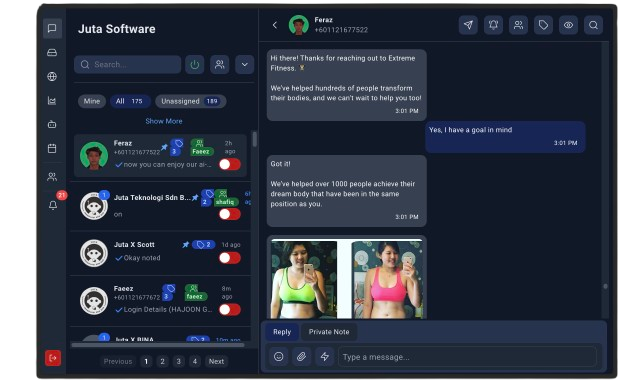 Juta Software
Search...
Mine
All 175
Unassigned 189
Show More
Feraz
+601121677522
3
Faeez
2h ago
now you can enjoy our ai-...
Juta Teknologi Sdn B...
1
2
shafiq
on
Juta X Scott
2
1d ago
Okay noted
Faeez
+601121677672
3
faeez
8m ago
Login Details (HAJOON G...
1
21
Previous 1 2 3 4 Next
Feraz
+601121677522
Hi there! Thanks for reaching out to Extreme
Fitness.
We've helped hundreds of people transform
their bodies, and we can't wait to help you too!
3:01 PM
Yes, I have a goal in mind
3:01 PM
Got it!
We've helped over 1000 people achieve their
dream body that have been in the same
position as you.
3:01 PM
Reply
Private Note
Type a message...